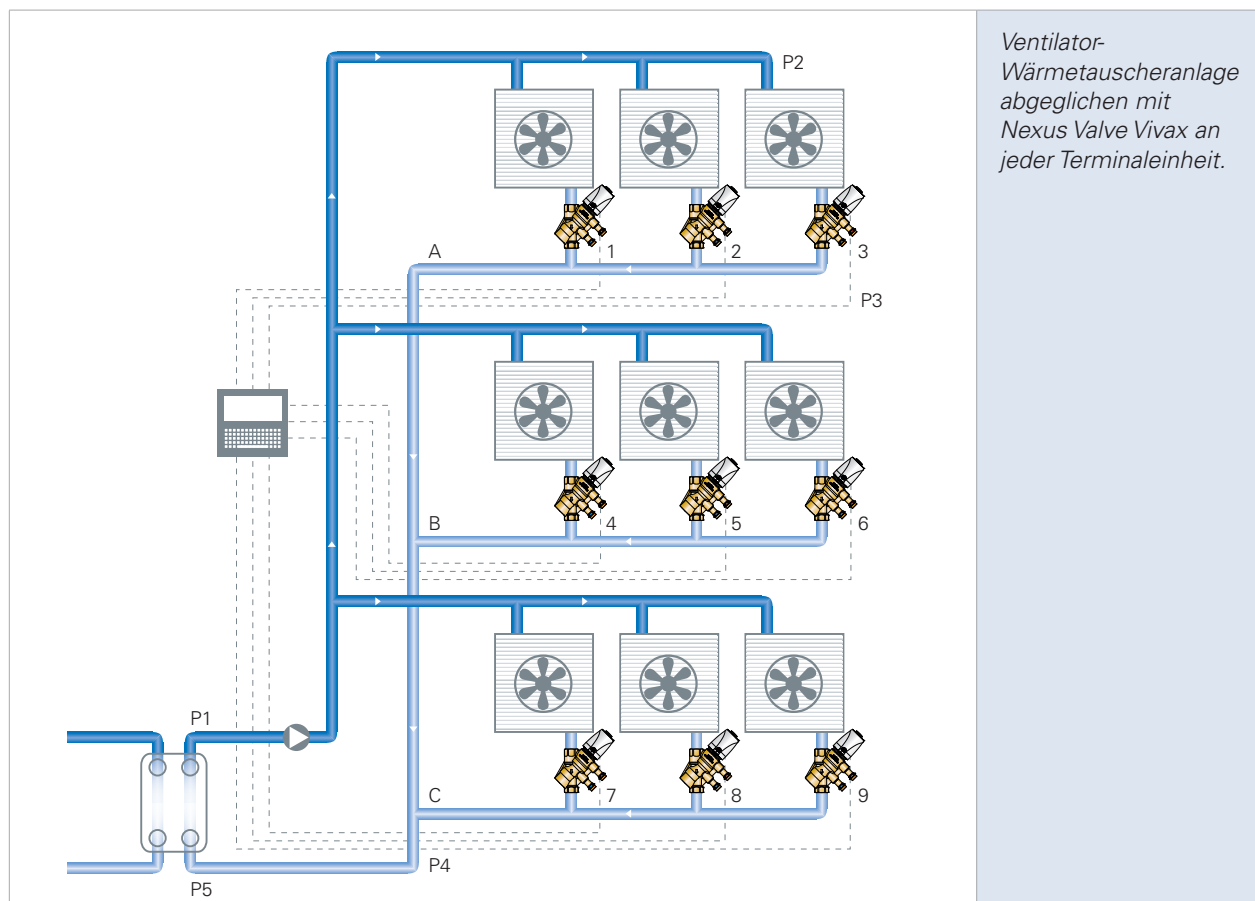 P2
1
2
3
A
P3
4
5
6
B
P1
7
8
9
C
P4
P5
Ventilator-
Wärmetauscheranlage
abgeglichen mit
Nexus Valve Vivax an
jeder Terminaleinheit.